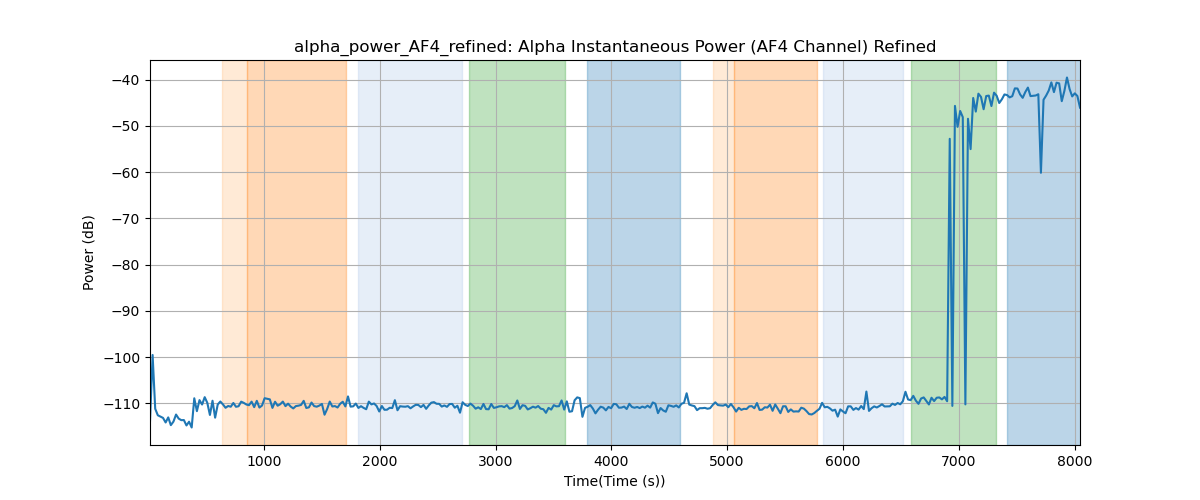 alpha_power_AF4_refined: Alpha Instantaneous Power (AF4 Channel) Refined
Power (dB)
−40
−50
−60
−70
−80
−90
−100
−110
1000 2000 3000 4000 5000 6000 7000 8000
Time(Time (s))